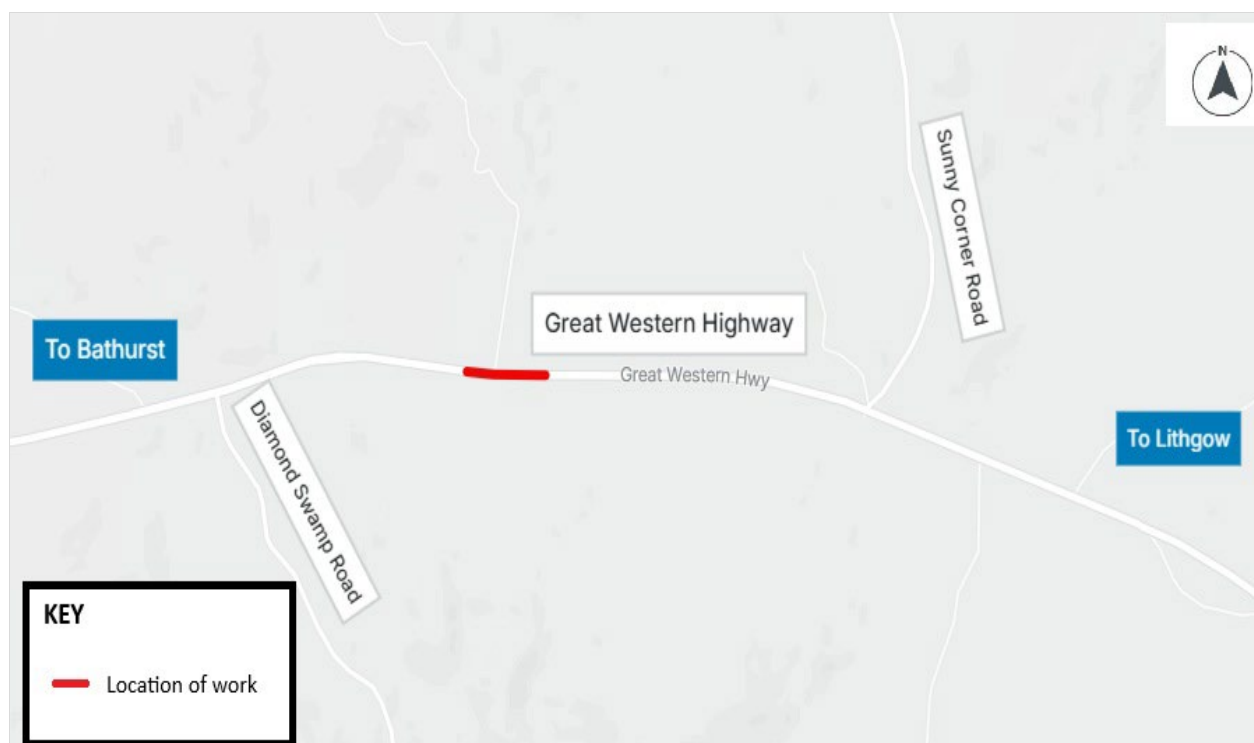 N
Sunny Corner Road
Great Western Highway
To Bathurst
Great Western Hwy
Diamond Swamp Road
To Lithgow
KEY
Location of work